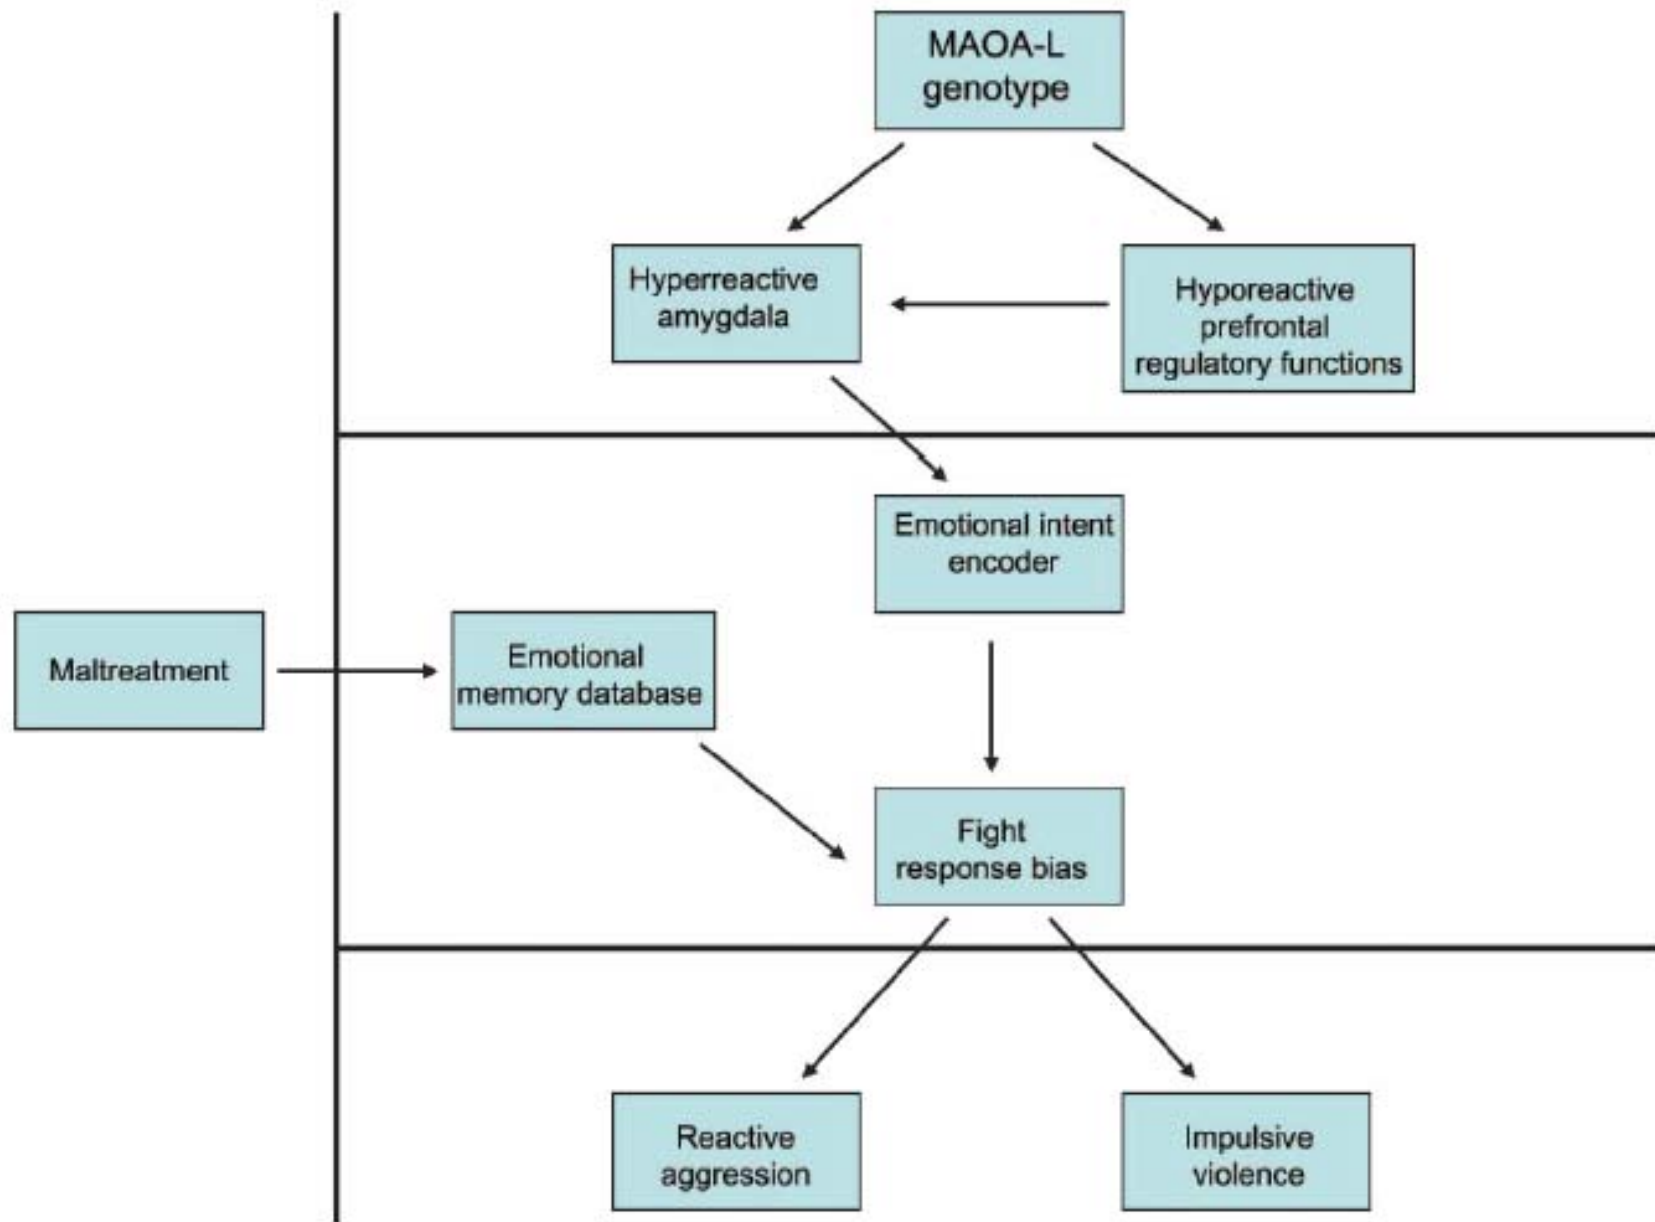 MAOA-L
genotype
Hyperreactive
amygdala
Hyporeactive
prefrontal
regulatory functions
Emotional intent
encoder
Maltreatment
Emotional
memory database
Fight
response bias
Reactive
aggression
Impulsive
violence